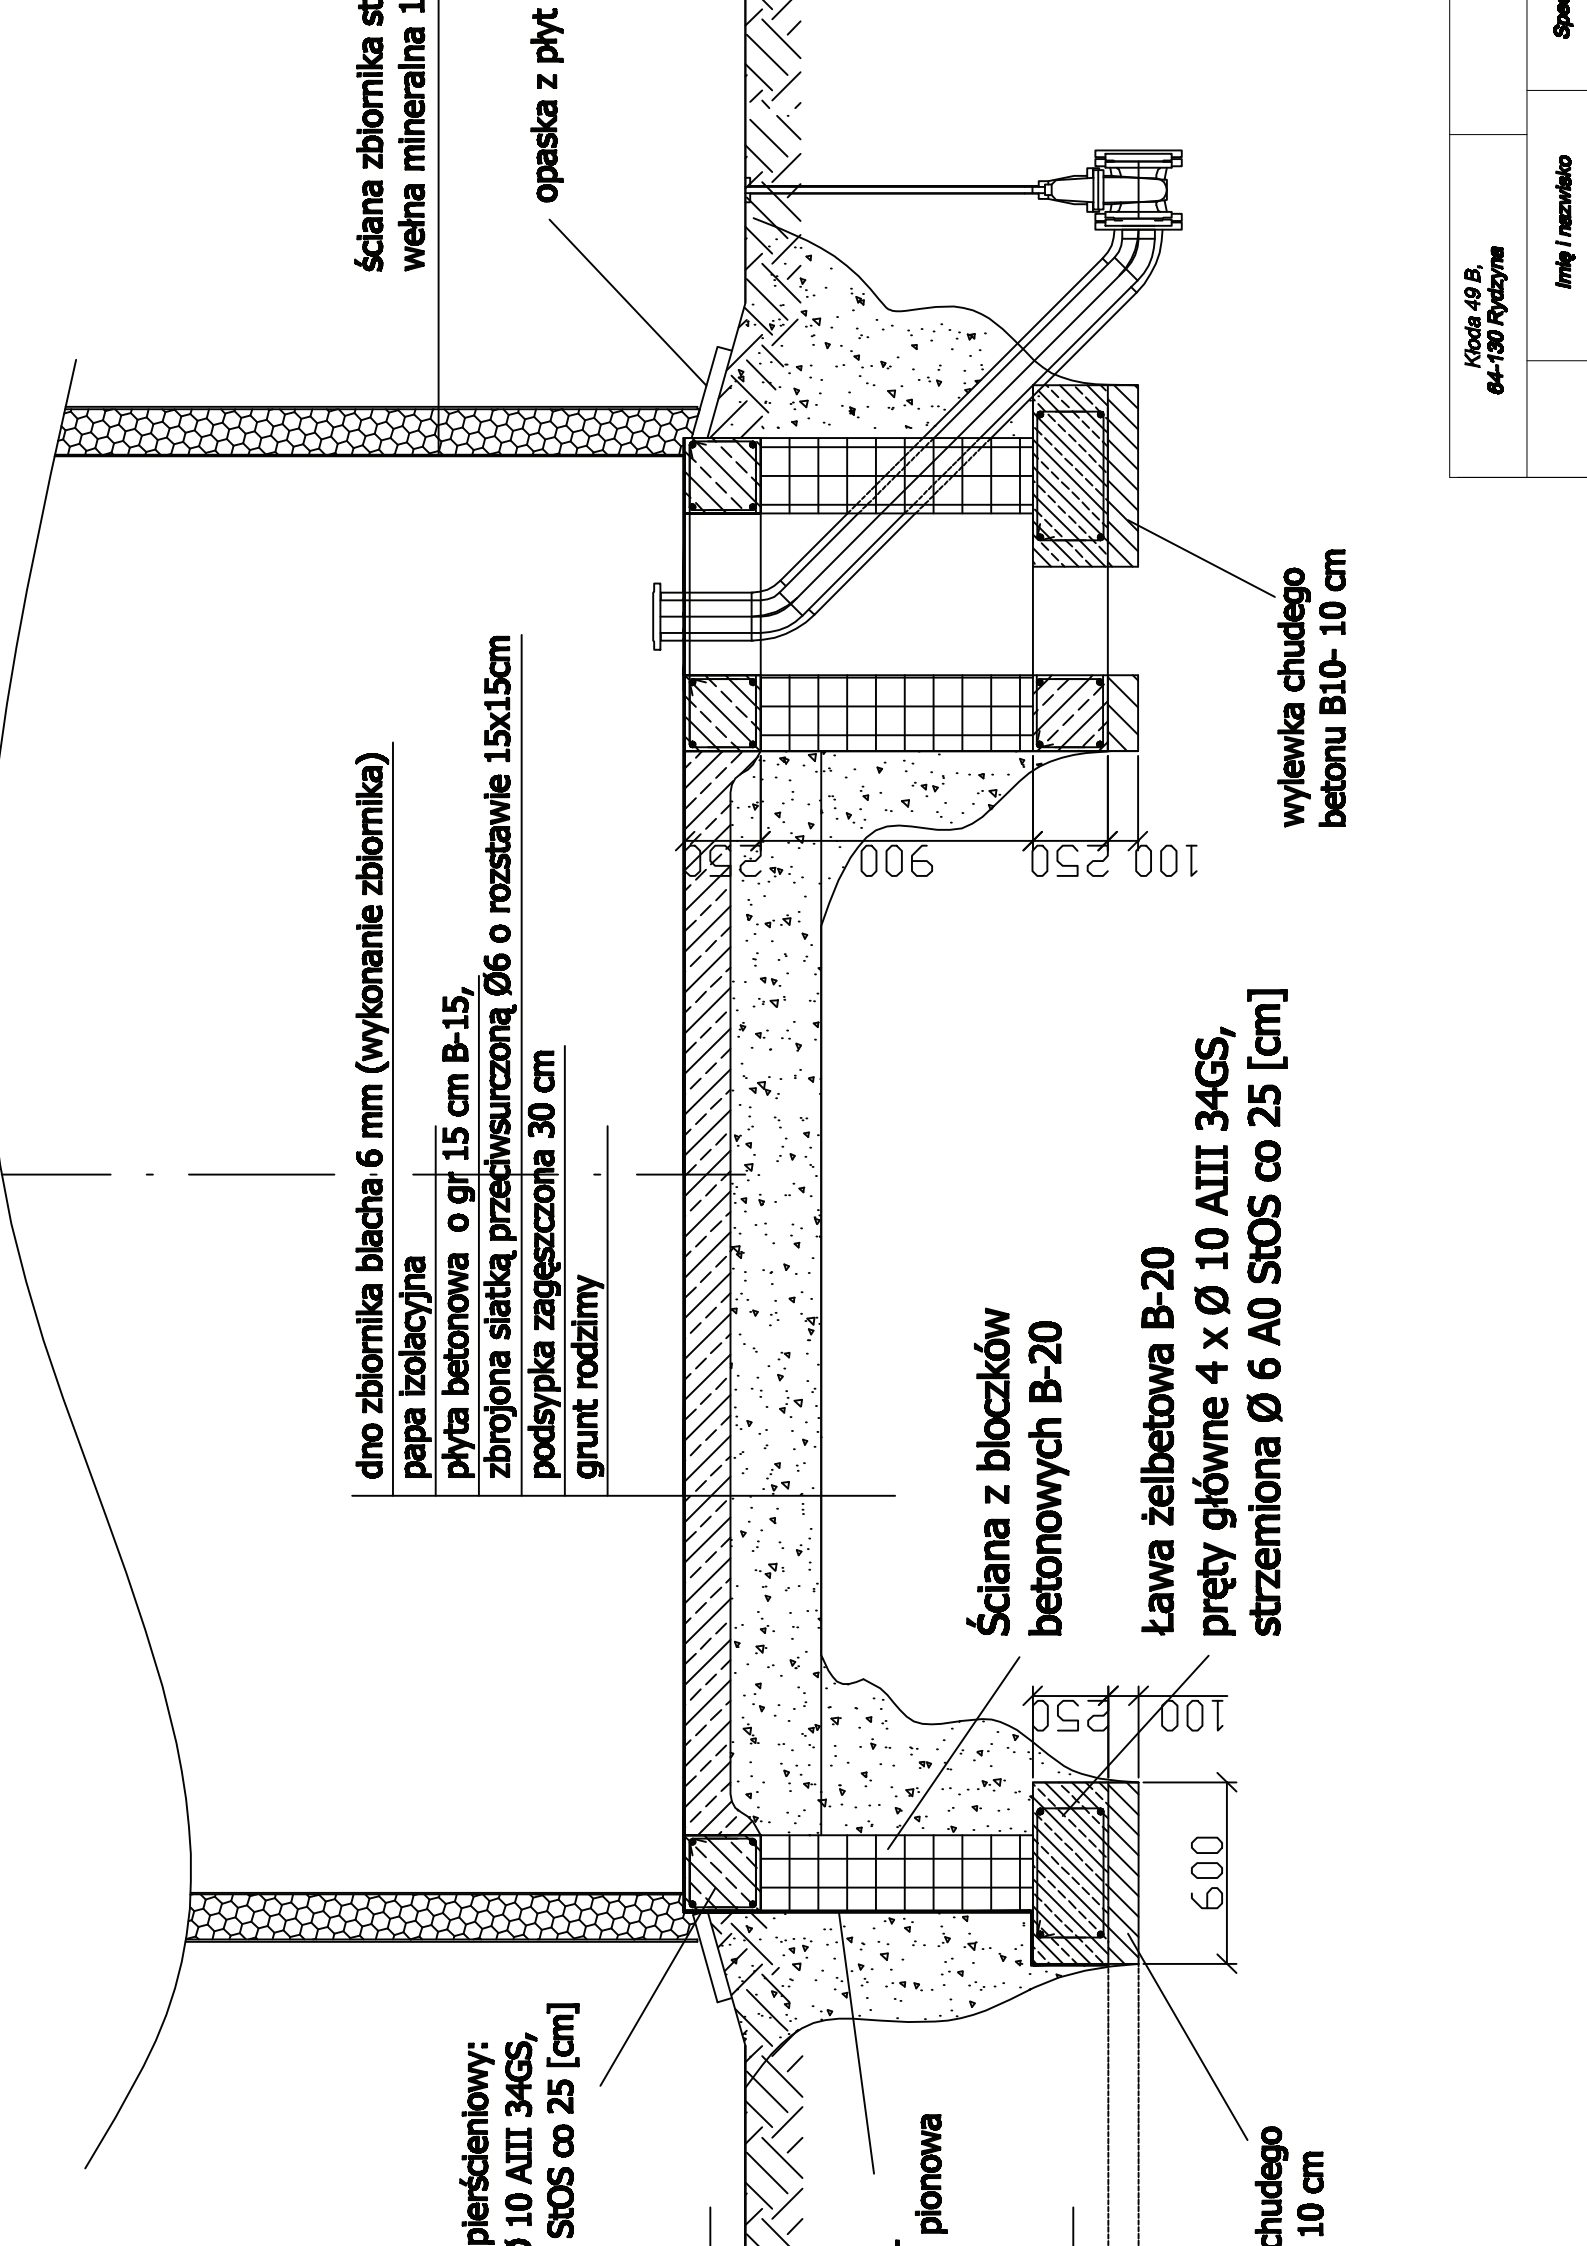 ściana zbiornika
wełna mineralna
opaska z płyt
dno zbiornika blacha 6 mm (wykonanie zbiornika)
papa izolacyjna
płyta betonowa o gr 15 cm B-15,
zbrojona siatką przeciwsurczoną Ø6 o rozstawie 15x15cm
podsypka zagęszczona 30 cm
grunt rodzimy
pierścieniowy:
10 AIII 34GS,
StOS co 25 [cm]
pionowa
Ściana z bloczków
betonowych B-20
Ława żelbetowa B-20
pręty główne 4 x Ø 10 AIII 34GS,
strzemiona Ø 6 A0 StOS co 25 [cm]
wylewka chudego
betonu B10- 10 cm
chudego
10 cm
250
900
250
100
250
100
600
Kłoda 49 B,
64-130 Rydzyna
Imię i nazwisko